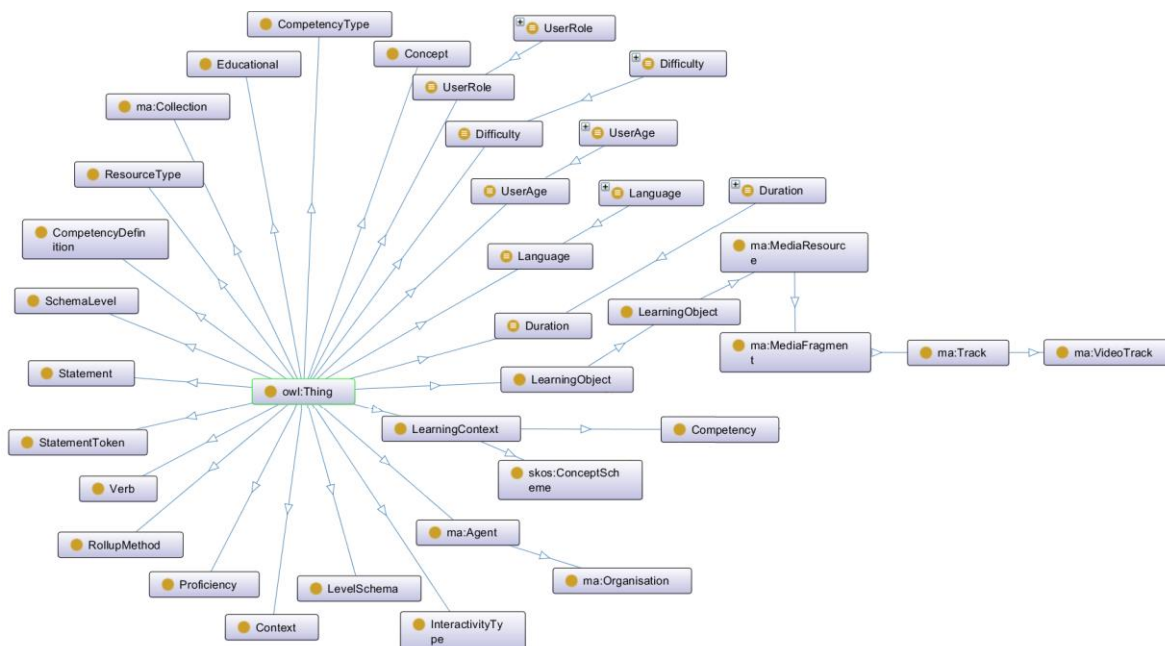 CompetencyType
UserRole
Concept
Educational
Difficulty
UserRole
ma:Collection
Difficulty
UserAge
ResourceType
UserAge
Language
Duration
CompetencyDefin
ition
ma:MediaResourc
e
Language
SchemaLevel
LearningObject
Duration
ma:MediaFragmen
t
ma:Track
ma:VideoTrack
Statement
LearningObject
owl:Thing
LearningContext
Competency
StatementToken
skos:ConceptSch
eme
Verb
ma:Agent
RollupMethod
ma:Organisation
Proficiency
LevelSchema
Context
InteractivityTy
pe